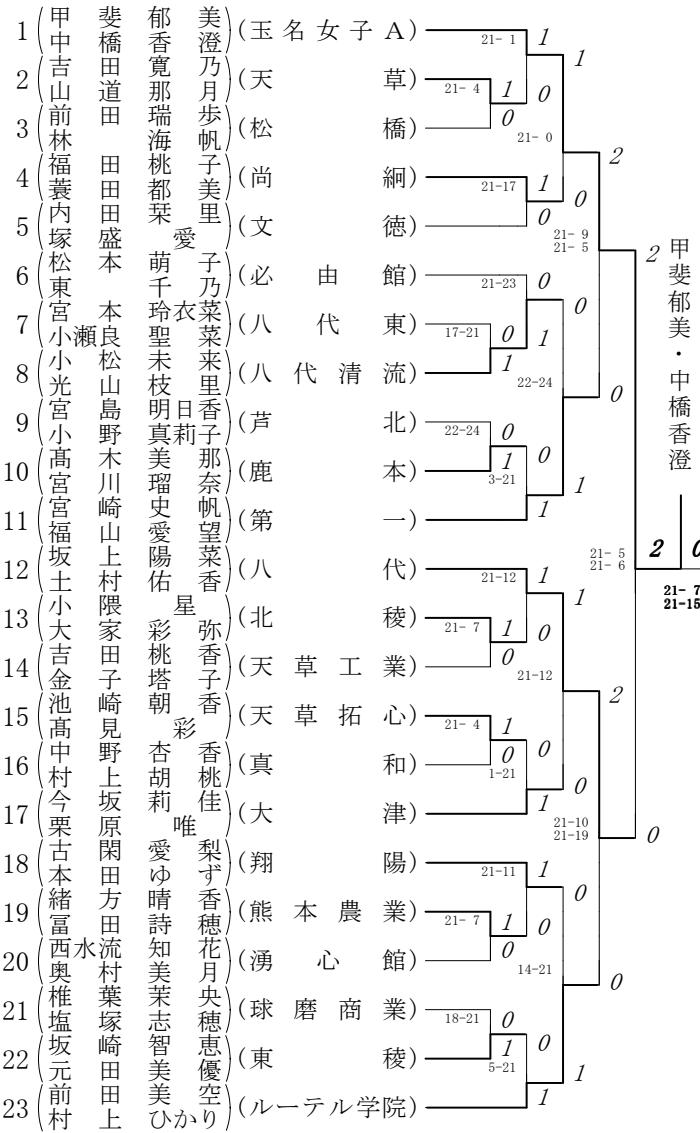 1 (甲斐郁美 中橋香澄) (玉名女子A)
2 (吉田寛乃 山道那月) (天草)
3 (前田瑞歩 林海帆) (松橋)
4 (福田桃子 蓑田都美) (尚絅)
5 (内田栞里 塚盛愛) (文徳)
6 (松本萌子 東千乃) (必由館)
7 (宮本玲衣菜 小瀬良聖菜) (八代東)
8 (小松未来 光山枝里) (八代清流)
9 (宮島明日香 小野真莉子) (芦北)
10 (髙木美那 宮川瑠奈) (鹿本)
11 (宮崎史帆 福山愛望) (第一)
12 (坂上陽菜 土村佑香) (八代)
13 (小隈星 大家彩弥) (北稜)
14 (吉田桃香 金子塔子) (天草工業)
15 (池崎朝香 髙見彩) (天草拓心)
16 (中野杏香 村上胡桃) (真和)
17 (今坂莉佳 栗原唯) (大津)
18 (古閑愛梨 本田ゆず) (翔陽)
19 (緒方晴香 冨田詩穂) (熊本農業)
20 (西水流知花 奥村美月) (湧心館)
21 (椎葉茉央 塩塚志穂) (球磨商業)
22 (坂崎智恵 元田美優) (東稜)
23 (前田美空 村上ひかり) (ルーテル学院)
21- 1 1 0 1
21- 4 1 0
21- 0
21-17 1 0 0
21- 9
21- 5
2 0
21-23 0 1 0
17-21 0 1
22-24
22-24 0 1
3-21 0 1 1
21- 5
21- 6
2 0
21-12 1 0 1
21- 7 1 0
21-12
21- 4 1 0
1-21 0 1 0
21-10
21-19
2 0
21-11 1 0 0
21- 7 1 0
14-21
18-21 0 1
5-21 0 1 1
甲斐郁美・中橋香澄
2 0
21- 7
21-15